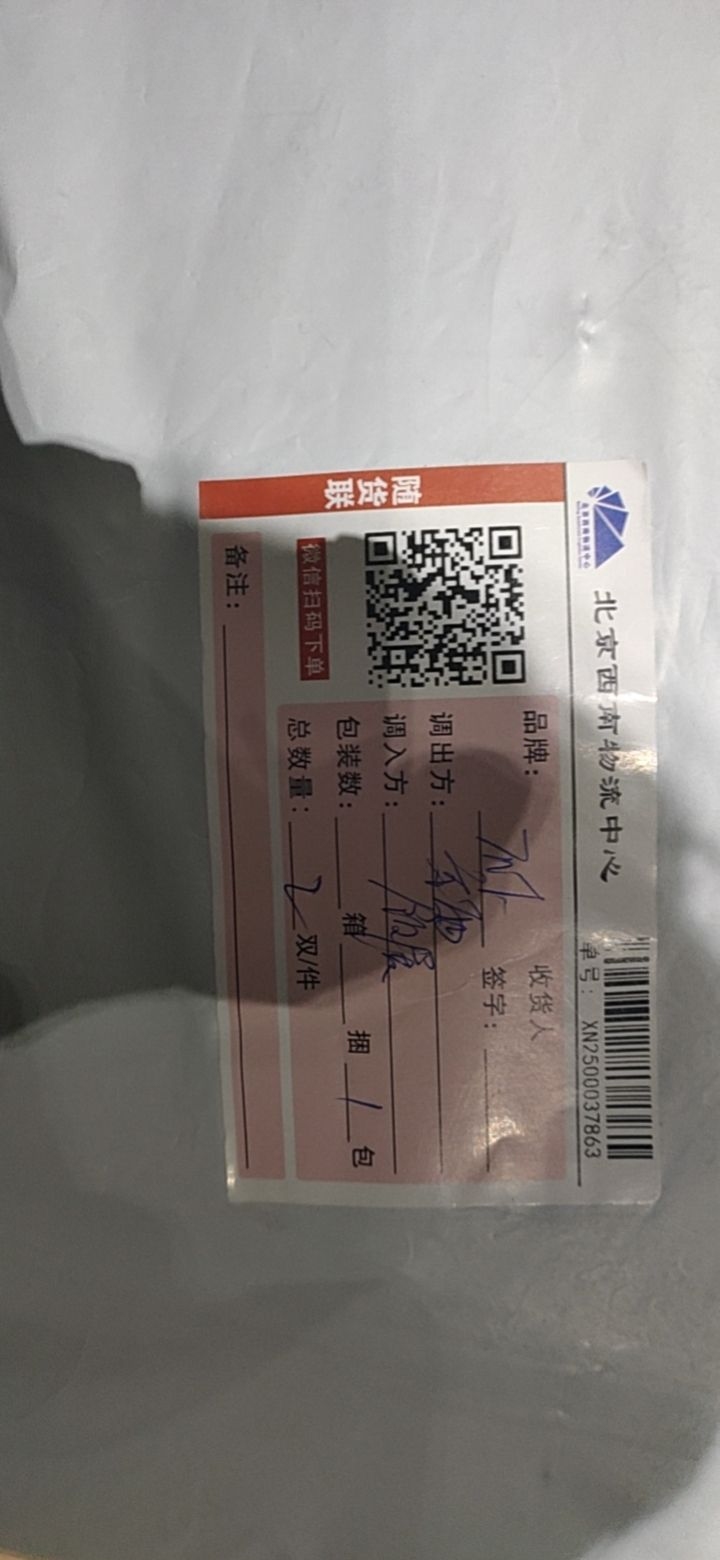 北京西南物流中心
单号: XN2500037863
随货联
微信扫码下单
品牌:
收货人
签字:
调出方:
调入方:
包装数: 箱 捆 1 包
总数量: 2 双/件
备注: